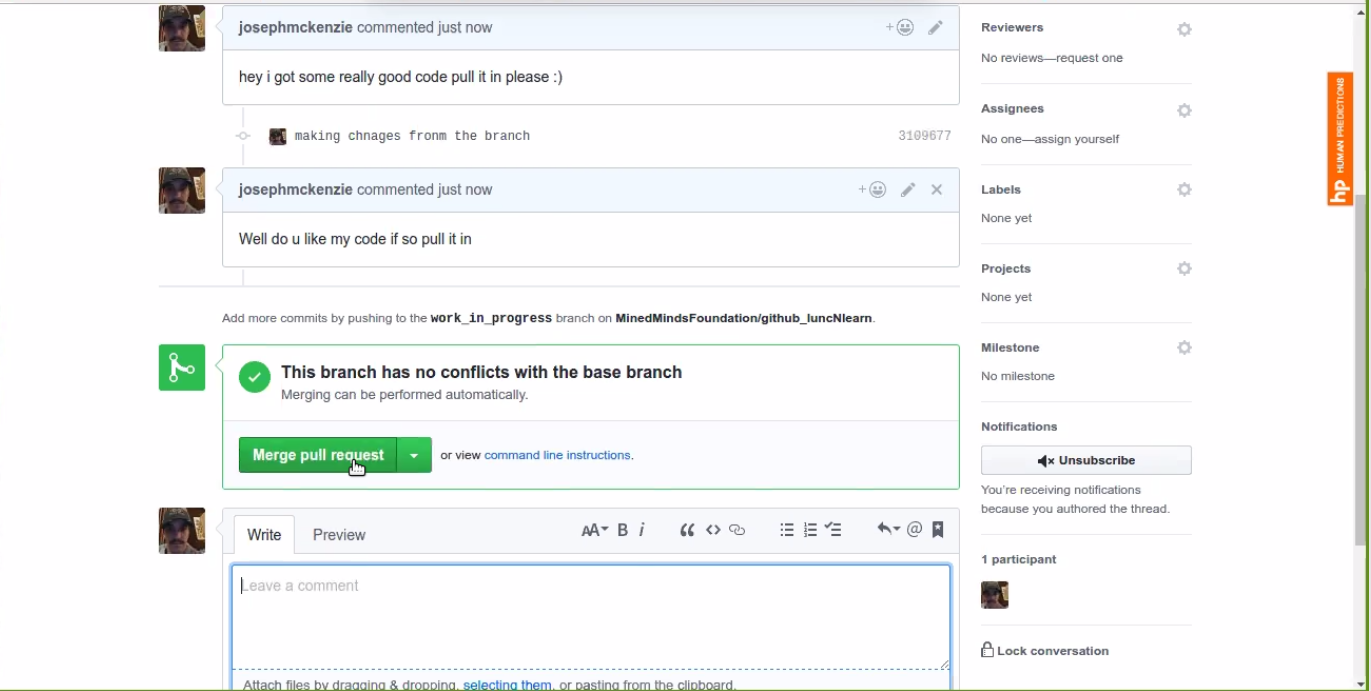 josephmckenzie commented just now
hey i got some really good code pull it in please :)
making chnages fronm the branch 3109677
josephmckenzie commented just now
Well do u like my code if so pull it in
Add more commits by pushing to the work_in_progress branch on MinedMindsFoundation/github_luncNlearn.
This branch has no conflicts with the base branch
Merging can be performed automatically.
Merge pull request or view command line instructions.
Write Preview AA B i @
Leave a comment
Attach files by dragging & dropping, selecting them, or pasting from the clipboard.
Reviewers
No reviews—request one
Assignees
No one—assign yourself
Labels
None yet
Projects
None yet
Milestone
No milestone
Notifications
Unsubscribe
You're receiving notifications
because you authored the thread.
1 participant
Lock conversation
hp HUMAN PREDICTIONS